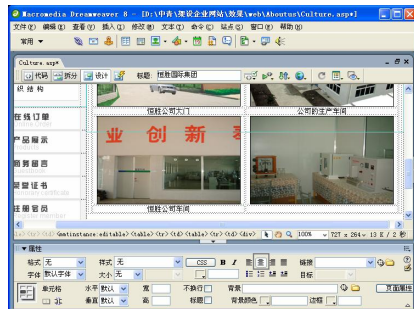 Macromedia Dreamweaver 8 - [D:\中青\架设企业网站\效果\web\Aboutus\Culture.asp*]
文件(F) 编辑(E) 查看(V) 插入(I) 修改(M) 文本(T) 命令(C) 站点(S) 窗口(W) 帮助(H)
常用
Culture.asp*
代码 拆分 设计 标题: 恒胜国际集团
织结构
恒胜公司大门 公司的生产车间
在线订单
产品展示
业 创 新
商务留言
荣誉证书
注册会员
恒胜公司车间
<mminstance:editable> <table> <tr> <td> <table> <tr> <td> <div> 100% 727 x 264 13 K / 2 秒
属性
格式 无 样式 无 CSS B I 链接
字体 默认字体 大小 无 目标
单元格 水平 默认 宽 不换行 背景 页面属性
垂直 默认 高 标题 背景颜色 边框